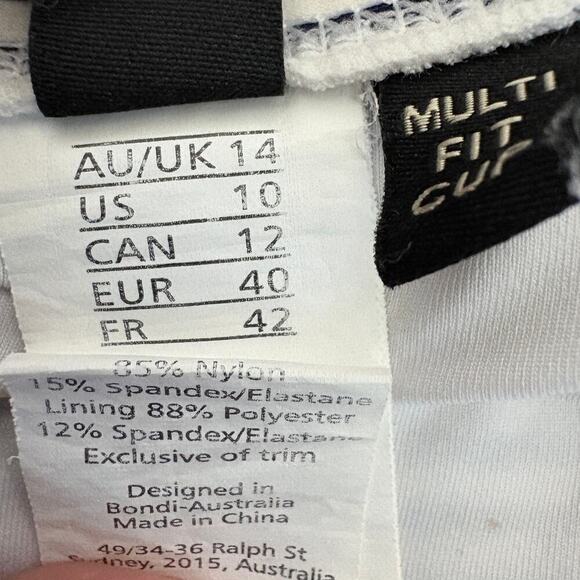 MULTI
FIT
CUP
AU/UK 14
US 10
CAN 12
EUR 40
FR 42
85% Nylon
15% Spandex/Elastane
Lining 88% Polyester
12% Spandex/Elastane
Exclusive of trim
Designed in
Bondi-Australia
Made in China
49/34-36 Ralph St
Sydney, 2015, Australia